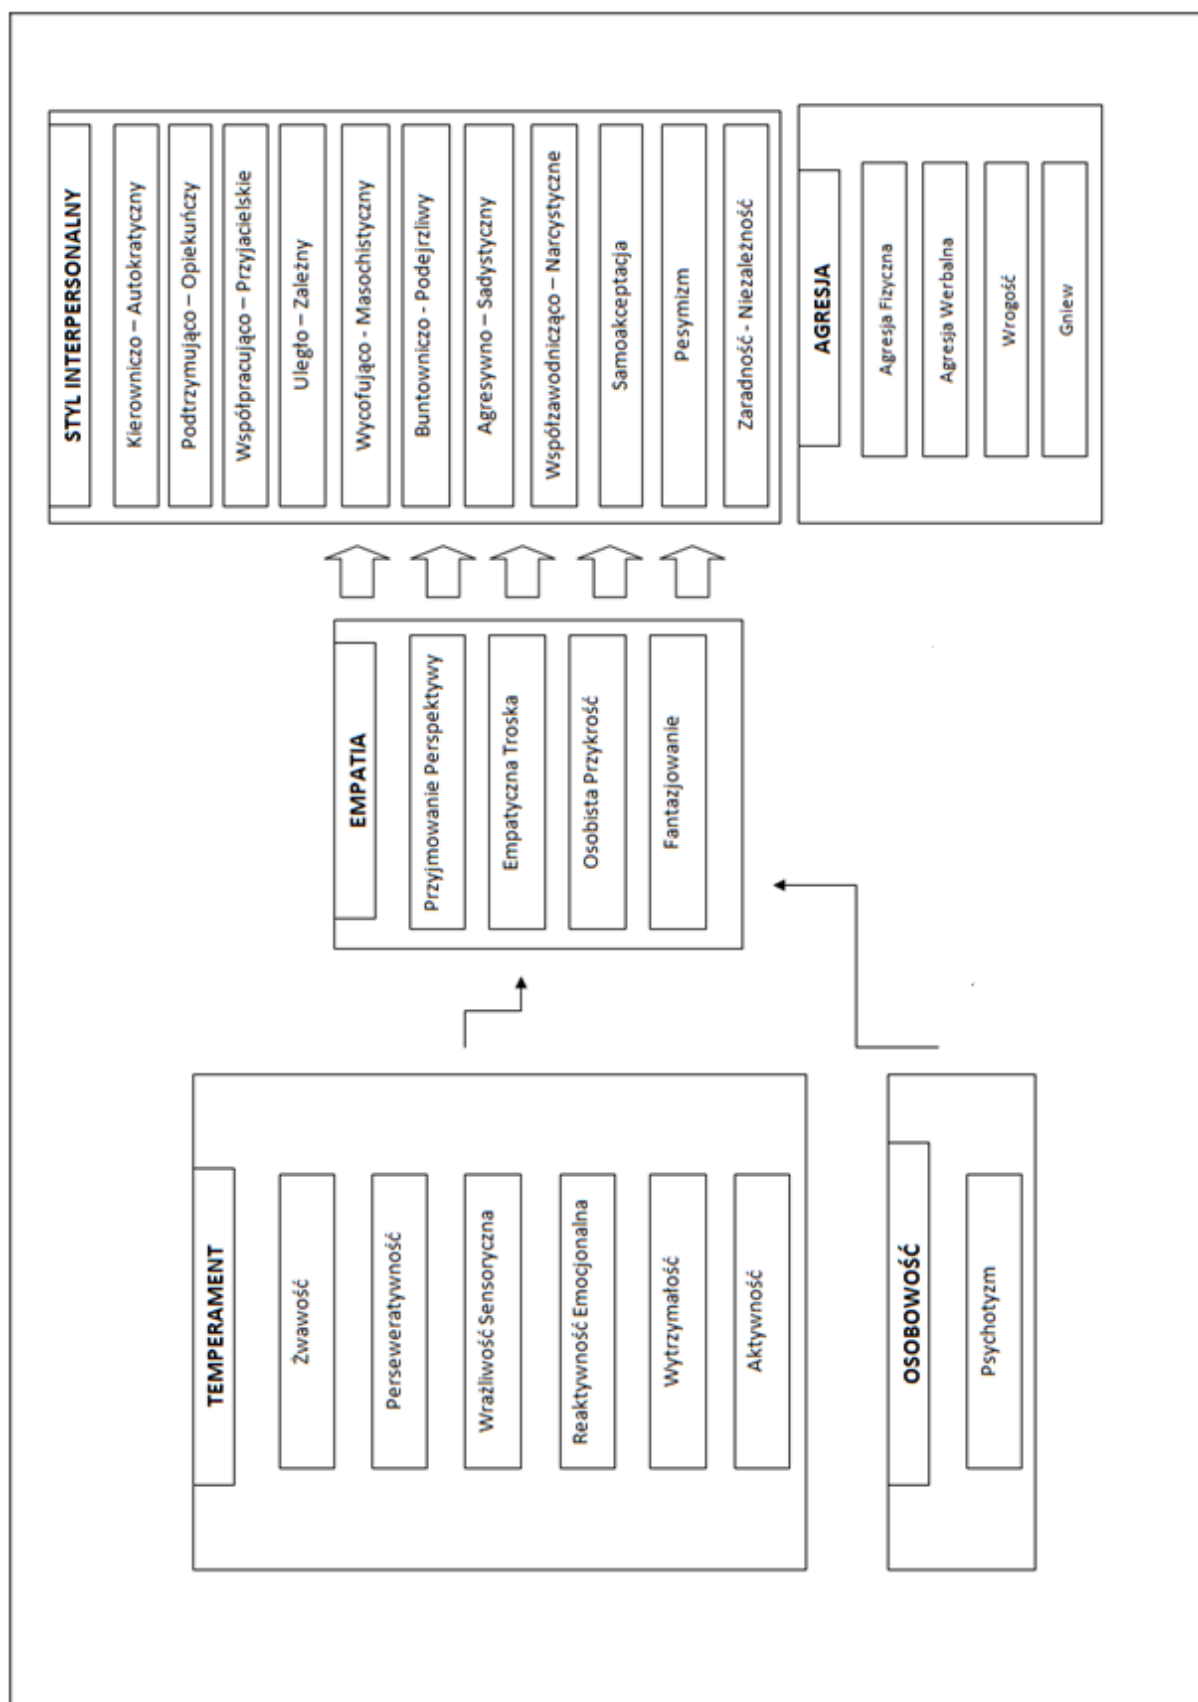 TEMPERAMENT
Żwawość
Perseweratywność
Wrażliwość Sensoryczna
Reaktywność Emocjonalna
Wytrzymałość
Aktywność
OSOBOWOŚĆ
Psychotyzm
EMPATIA
Przyjmowanie Perspektywy
Empatyczna Troska
Osobista Przykrość
Fantazjowanie
STYL INTERPERSONALNY
Kierowniczo – Autokratyczny
Podtrzymująco – Opiekuńczy
Współpracująco – Przyjacielskie
Uległo – Zależny
Wycofująco - Masochistyczny
Buntowniczo - Podejrzliwy
Agresywno – Sadystyczny
Współzawodnicząco – Narcystyczne
Samoakceptacja
Pesymizm
Zaradność - Niezależność
AGRESJA
Agresja Fizyczna
Agresja Werbalna
Wrogość
Gniew